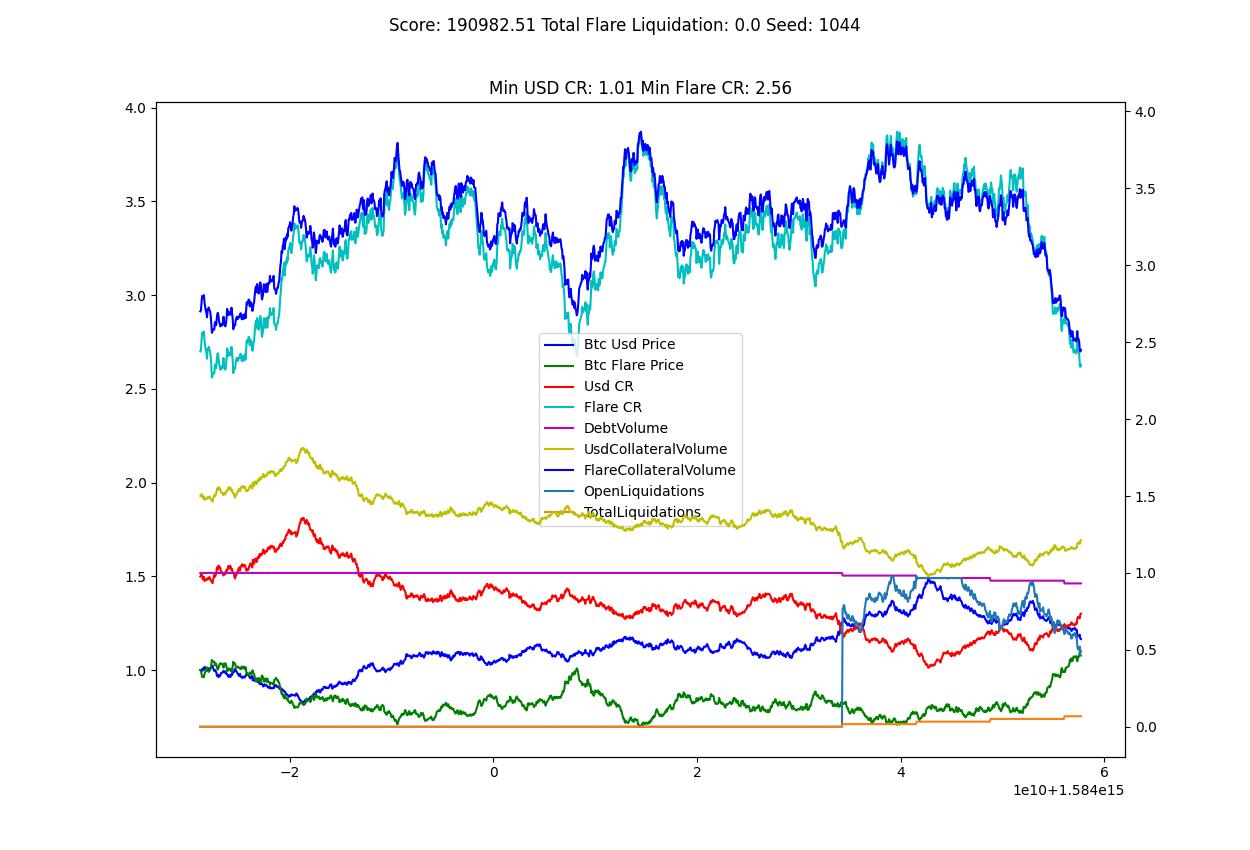 Score: 190982.51 Total Flare Liquidation: 0.0 Seed: 1044
Min USD CR: 1.01 Min Flare CR: 2.56
4.0
3.5
3.0
2.5
2.0
1.5
1.0
4.0
3.5
3.0
2.5
2.0
1.5
1.0
0.5
0.0
Btc Usd Price
Btc Flare Price
Usd CR
Flare CR
DebtVolume
UsdCollateralVolume
FlareCollateralVolume
OpenLiquidations
TotalLiquidations
−2
0
2
4
6
1e10+1.584e15